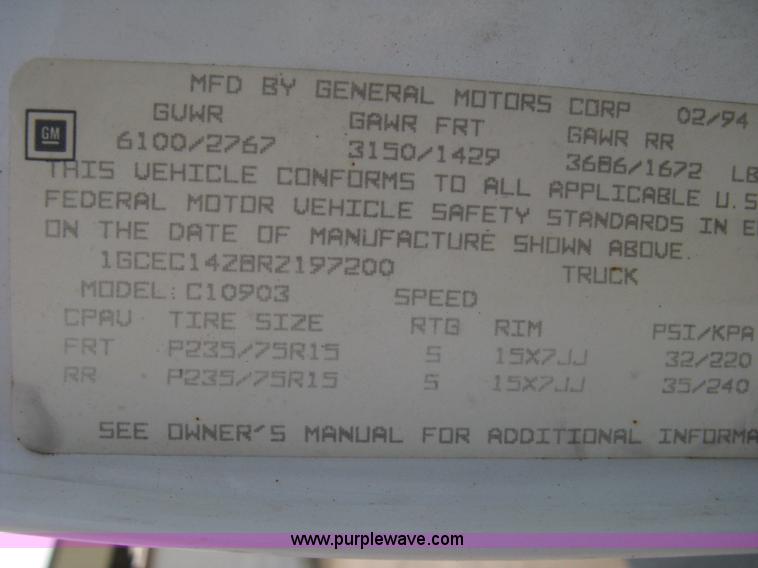 MFD BY GENERAL MOTORS CORP 02/94
GVWR GAWR FRT GAWR RR
GM 6100/2767 3150/1429 3686/1672 LB
THIS VEHICLE CONFORMS TO ALL APPLICABLE U.S
FEDERAL MOTOR VEHICLE SAFETY STANDARDS IN E
ON THE DATE OF MANUFACTURE SHOWN ABOVE.
1GCEC14Z8RZ197200 TRUCK
MODEL: C10903 SPEED
CPAV TIRE SIZE RTG RIM PSI/KPA
FRT P235/75R15 S 15X7JJ 32/220
RR P235/75R15 S 15X7JJ 35/240
SEE OWNER'S MANUAL FOR ADDITIONAL INFORMA
www.purplewave.com